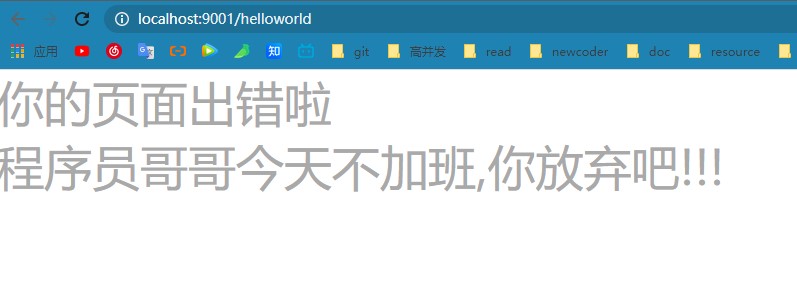 localhost:9001/helloworld
应用
知
git
高并发
read
newcoder
doc
resource
你的页面出错啦
程序员哥哥今天不加班,你放弃吧!!!